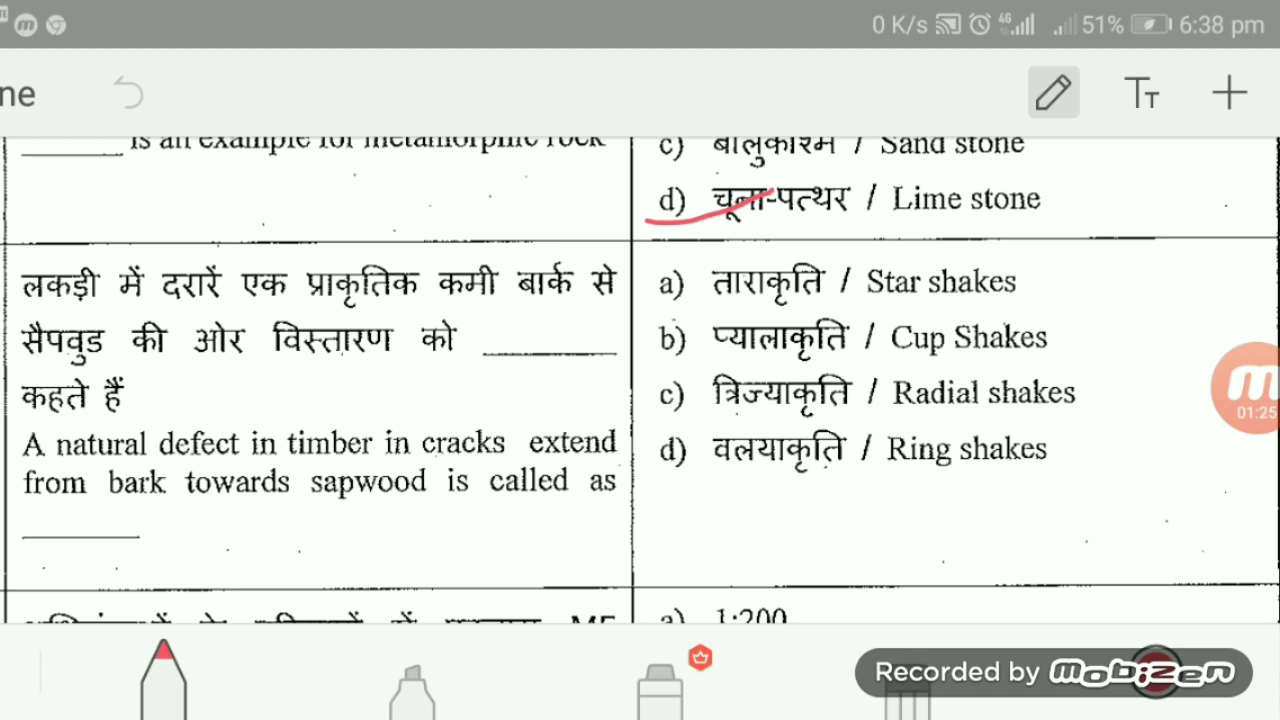 0 K/s 4G 51% 6:38 pm
ne
is an example for metamorphic rock
c) बालुकाश्म / Sand stone
d) चूना-पत्थर / Lime stone
लकड़ी में दरारें एक प्राकृतिक कमी बार्क से
सैपवुड की ओर विस्तारण को ________
कहते हैं
A natural defect in timber in cracks extend
from bark towards sapwood is called as
________
a) ताराकृति / Star shakes
b) प्यालाकृति / Cup Shakes
c) त्रिज्याकृति / Radial shakes
d) वलयाकृति / Ring shakes
01:25
a) 1:200
Recorded by mobizen